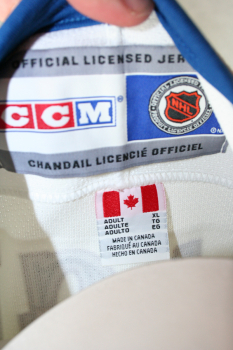 OFFICIAL LICENSED JER
CCM
NHL
CHANDAIL LICENCIÉ OFFICIEL
ADULT XL
ADULTE TG
ADULTO EG
MADE IN CANADA
FABRIQUÉ AU CANADA
HECHO EN CANADA